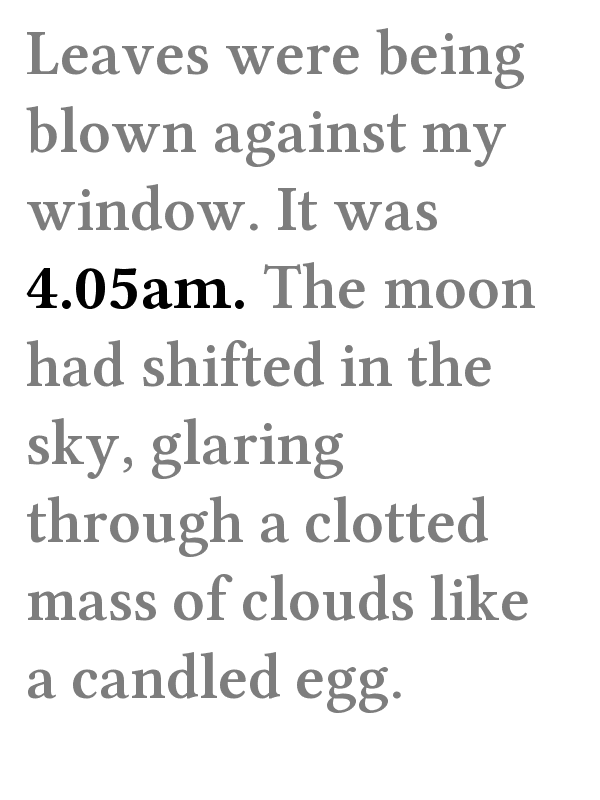 Leaves were being
blown against my
window. It was
4.05am. The moon
had shifted in the
sky, glaring
through a clotted
mass of clouds like
a candled egg.